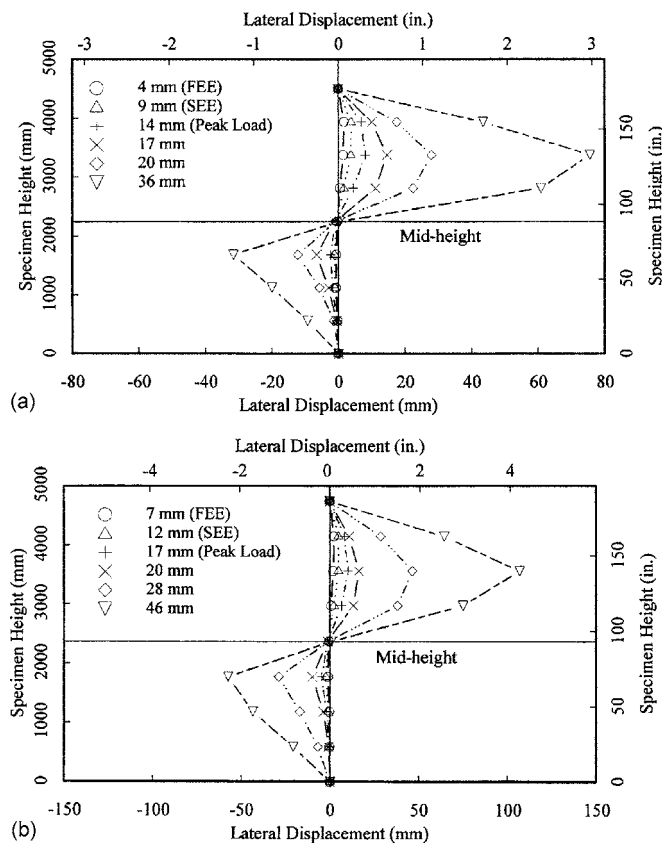 Lateral Displacement (in.)
-3 -2 -1 0 1 2 3
Specimen Height (mm)
5000
4000
3000
2000
1000
0
4 mm (FEE)
9 mm (SEE)
14 mm (Peak Load)
17 mm
20 mm
36 mm
Mid-height
150
100
50
0
Specimen Height (in.)
-80 -60 -40 -20 0 20 40 60 80
Lateral Displacement (mm)
(a)
Lateral Displacement (in.)
-4 -2 0 2 4
Specimen Height (mm)
5000
4000
3000
2000
1000
0
7 mm (FEE)
12 mm (SEE)
17 mm (Peak Load)
20 mm
28 mm
46 mm
Mid-height
150
100
50
0
Specimen Height (in.)
-150 -100 -50 0 50 100 150
Lateral Displacement (mm)
(b)